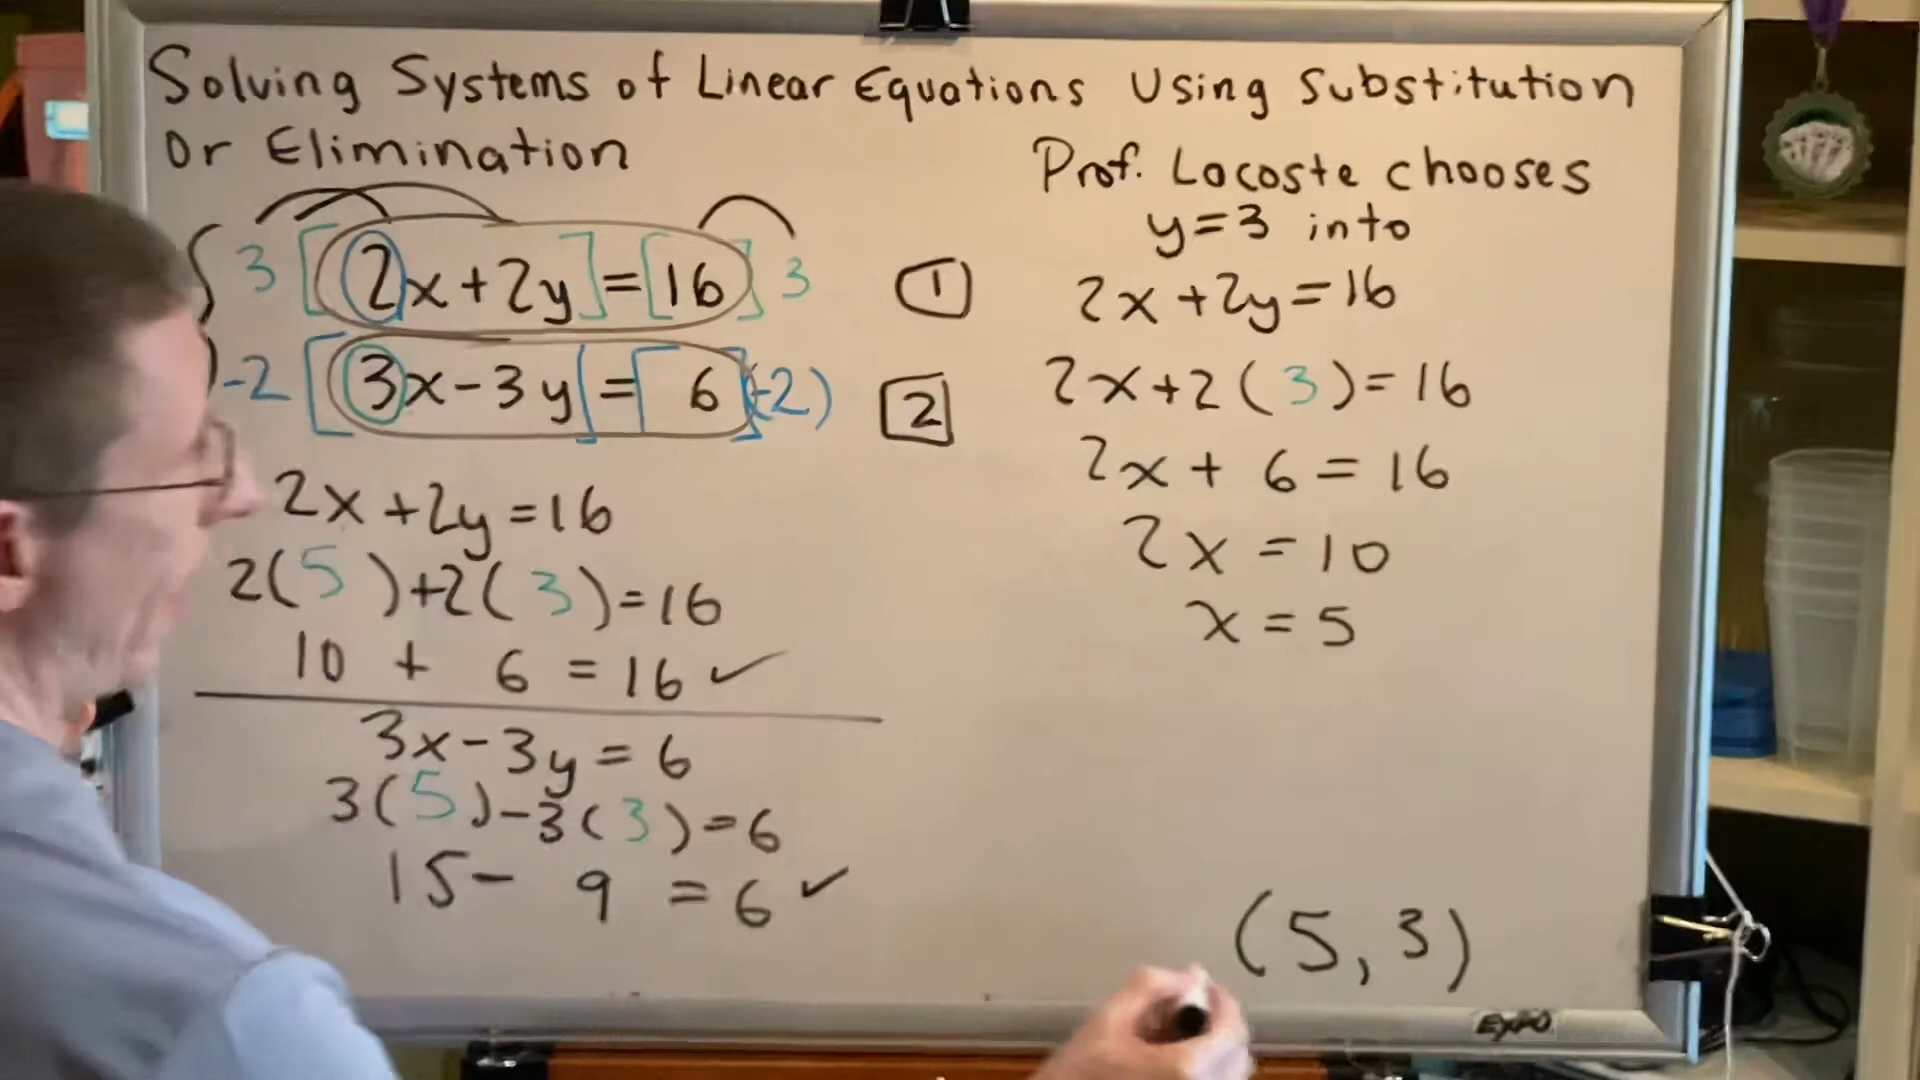 Solving Systems of Linear Equations Using Substitution
Or Elimination
3 [2x+2y]=[16] 3 1
-2 [3x-3y]=[6](-2) 2
2x+2y=16
2(5)+2(3)=16
10 + 6 = 16 ✓
3x-3y=6
3(5)-3(3)=6
15- 9 = 6 ✓
Prof. Lacoste chooses
y=3 into
2x+2y=16
2x+2(3)=16
2x+ 6 = 16
2x = 10
x = 5
(5,3)
EXPO